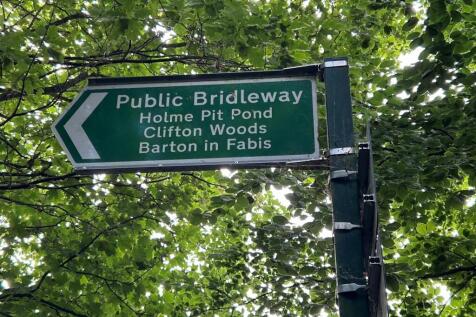 Public Bridleway
Holme Pit Pond
Clifton Woods
Barton in Fabis